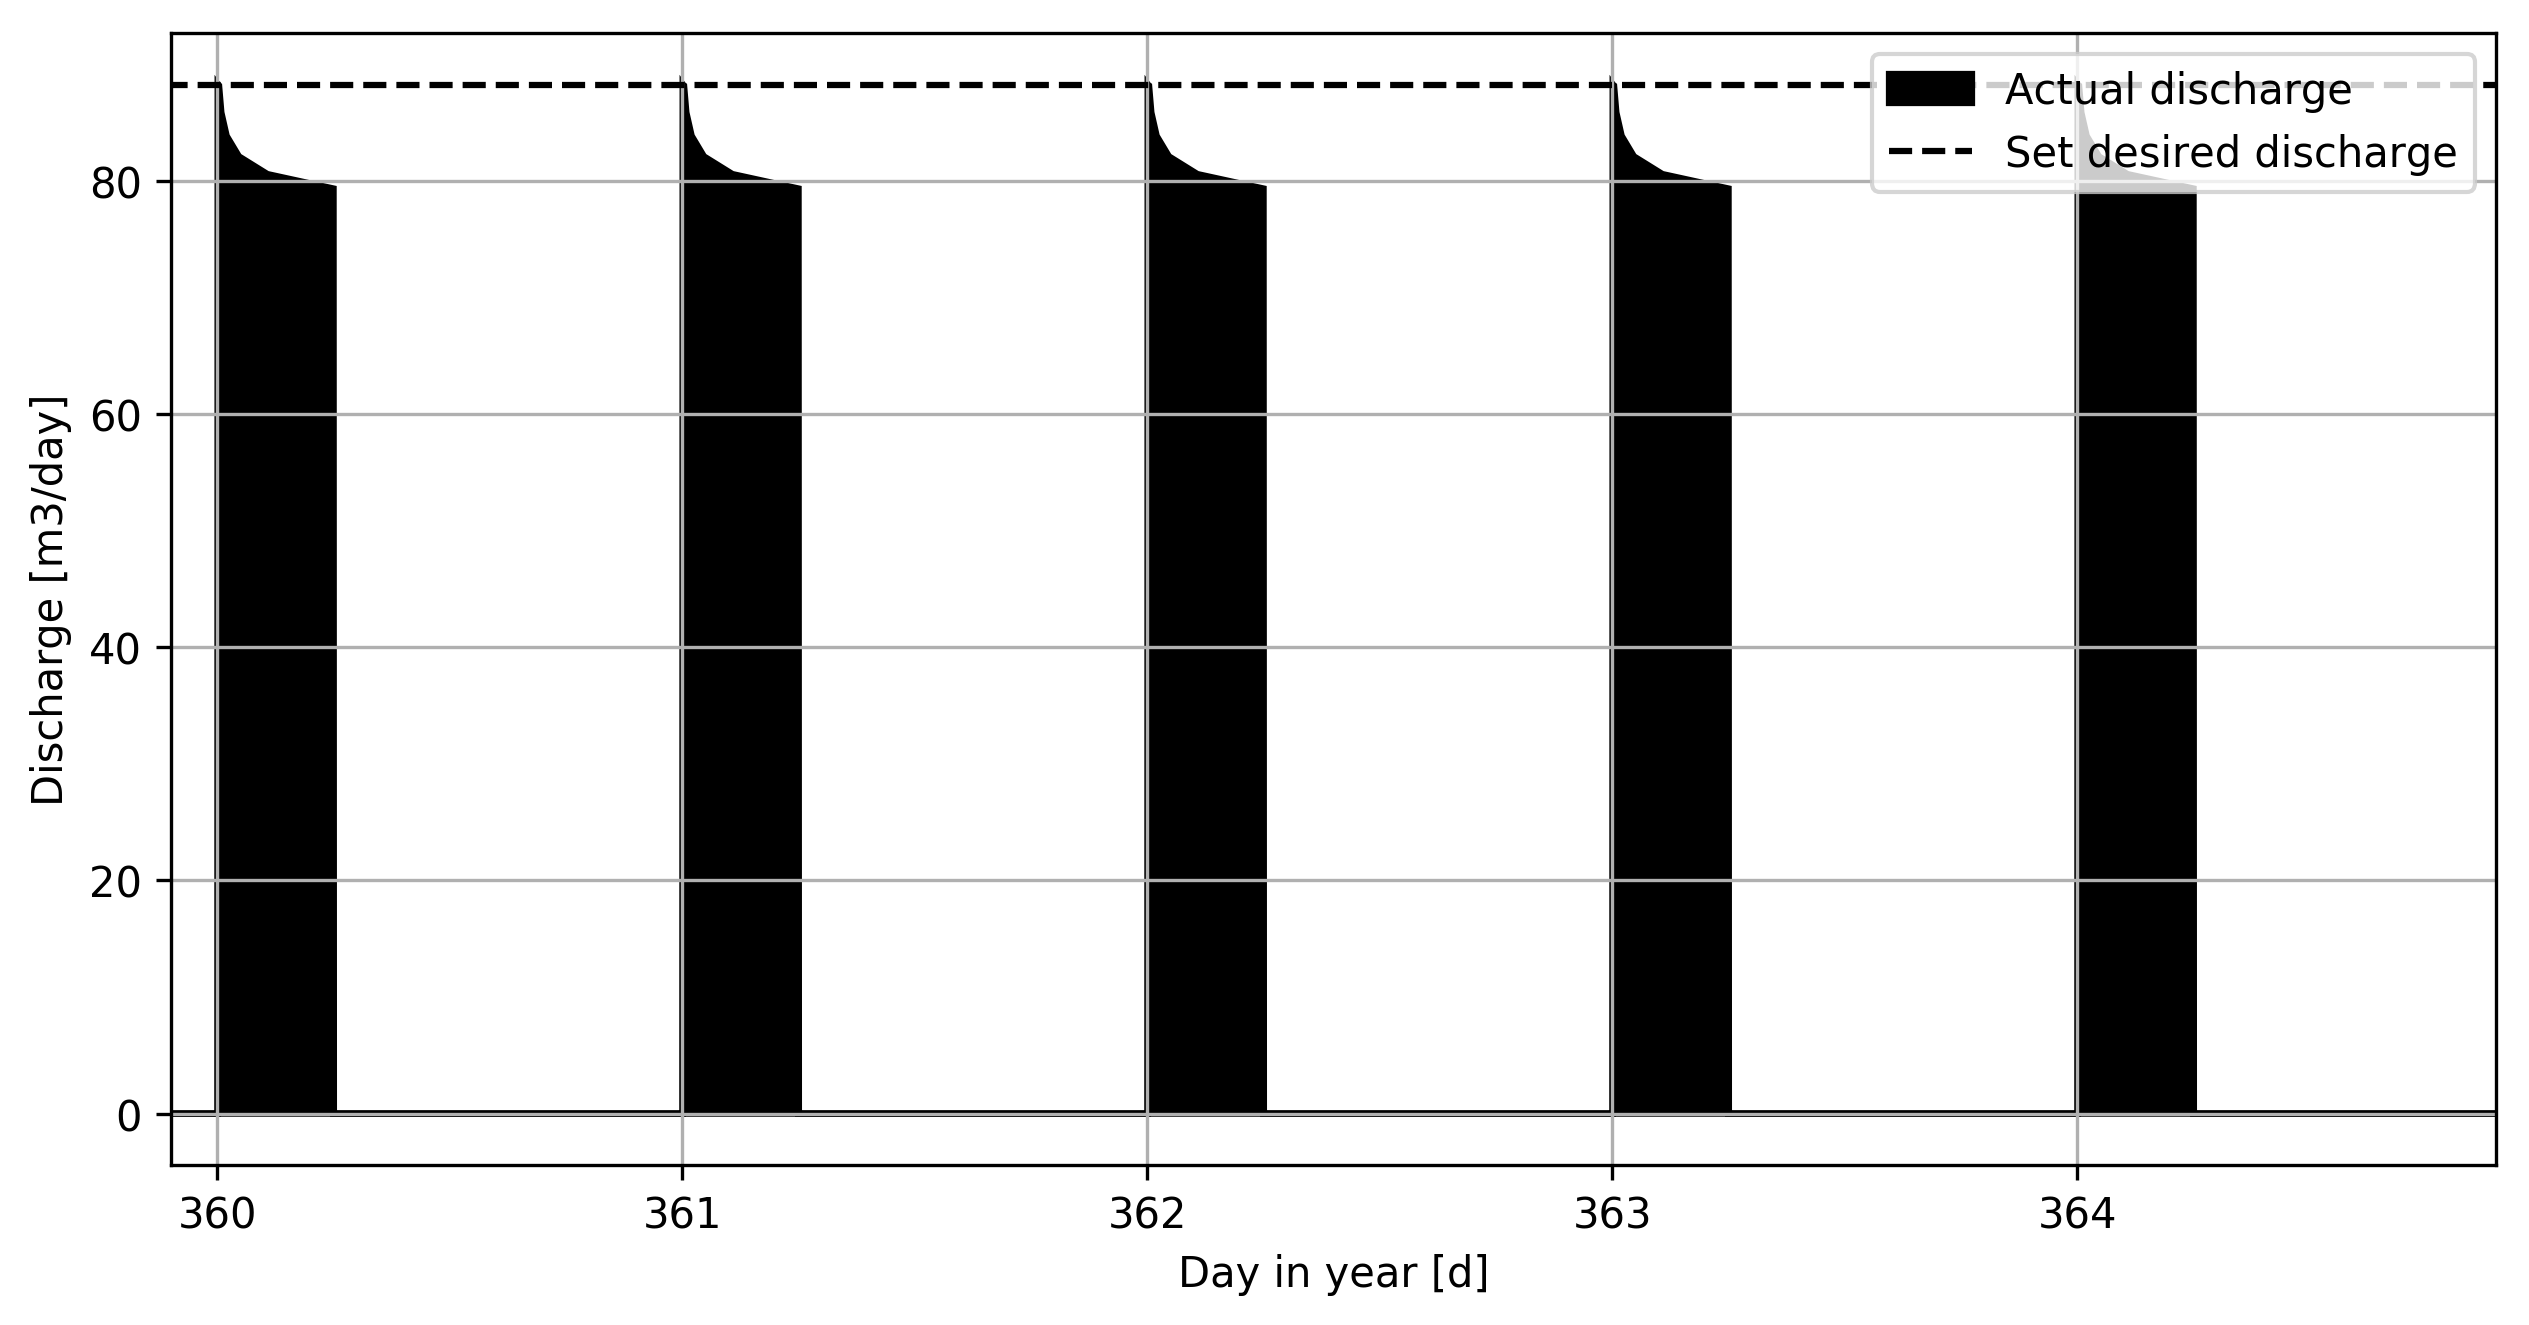 Actual discharge
Set desired discharge
Discharge [m3/day]
80
60
40
20
0
360 361 362 363 364
Day in year [d]